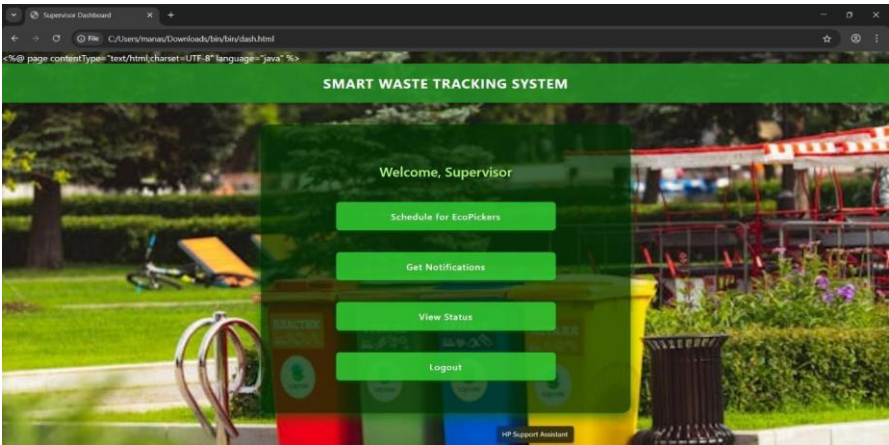 Supervisor Dashboard
File C:/Users/manas/Downloads/bin/bin/dash.html
<%@ page contentType="text/html;charset=UTF-8" language="java" %>
SMART WASTE TRACKING SYSTEM
Welcome, Supervisor
Schedule for EcoPickers
Get Notifications
View Status
Logout
HP Support Assistant